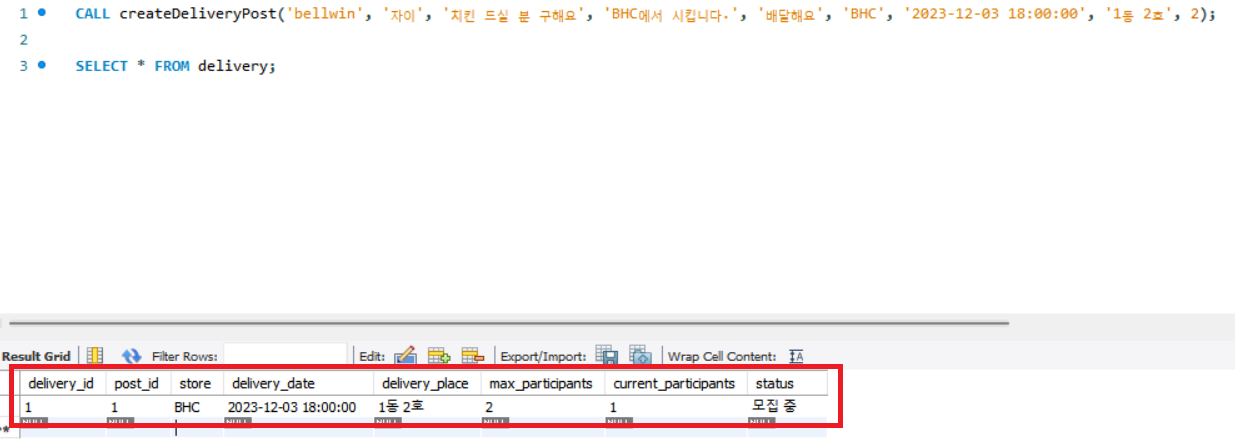 1 CALL createDeliveryPost('bellwin', '자이', '치킨 드실 분 구해요', 'BHC에서 시킵니다.', '배달해요', 'BHC', '2023-12-03 18:00:00', '1동 2호', 2);
2
3 SELECT * FROM delivery;
Result Grid Filter Rows: Edit: Export/Import: Wrap Cell Content: IA
delivery_id post_id store delivery_date delivery_place max_participants current_participants status
1 1 BHC 2023-12-03 18:00:00 1동 2호 2 1 모집 중
* NULL NULL NULL NULL NULL NULL NULL